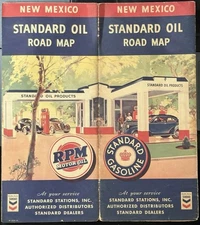 NEW MEXICO
STANDARD OIL
ROAD MAP
STANDARD OIL PRODUCTS
RPM
MOTOR OIL
At your service
STANDARD STATIONS, INC.
AUTHORIZED DISTRIBUTORS
STANDARD DEALERS
NEW MEXICO
STANDARD OIL
ROAD MAP
STANDARD OIL PRODUCTS
STANDARD
GASOLINE
At your service
STANDARD STATIONS, INC.
AUTHORIZED DISTRIBUTORS
STANDARD DEALERS